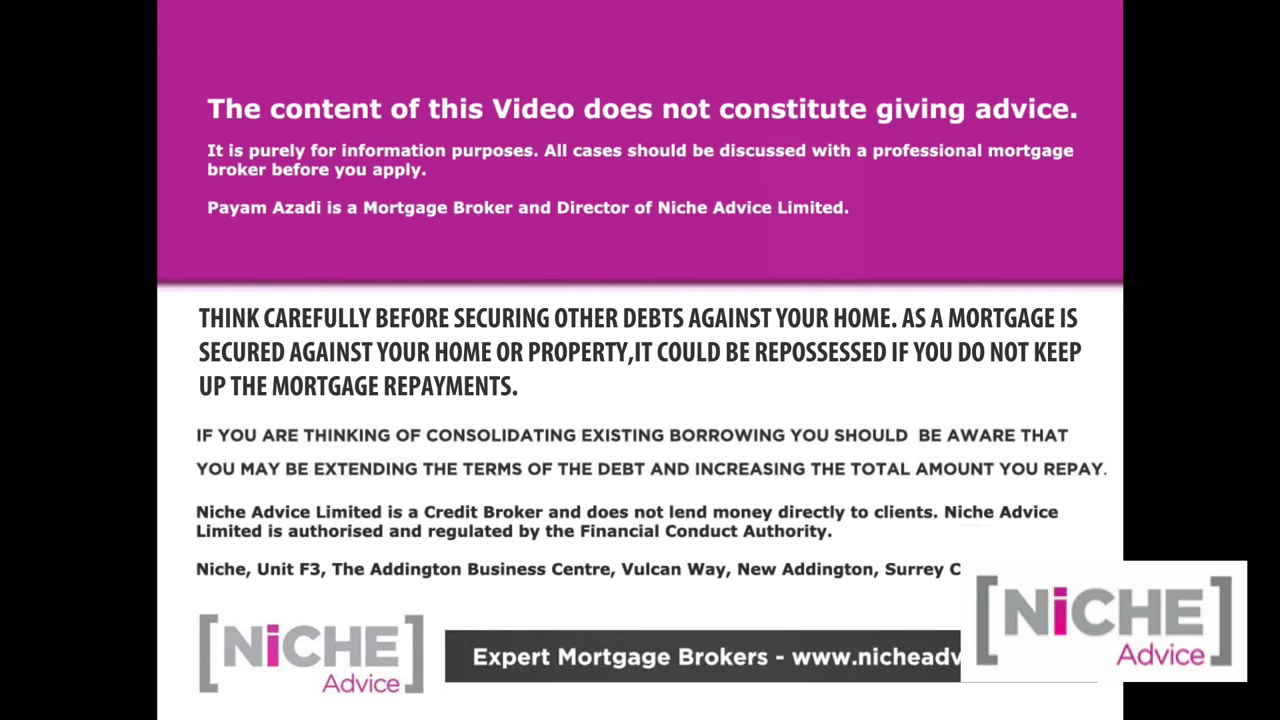 The content of this Video does not constitute giving advice.
It is purely for information purposes. All cases should be discussed with a professional mortgage
broker before you apply.
Payam Azadi is a Mortgage Broker and Director of Niche Advice Limited.
THINK CAREFULLY BEFORE SECURING OTHER DEBTS AGAINST YOUR HOME. AS A MORTGAGE IS
SECURED AGAINST YOUR HOME OR PROPERTY,IT COULD BE REPOSSESSED IF YOU DO NOT KEEP
UP THE MORTGAGE REPAYMENTS.
IF YOU ARE THINKING OF CONSOLIDATING EXISTING BORROWING YOU SHOULD BE AWARE THAT
YOU MAY BE EXTENDING THE TERMS OF THE DEBT AND INCREASING THE TOTAL AMOUNT YOU REPAY.
Niche Advice Limited is a Credit Broker and does not lend money directly to clients. Niche Advice
Limited is authorised and regulated by the Financial Conduct Authority.
Niche, Unit F3, The Addington Business Centre, Vulcan Way, New Addington, Surrey C
[NiCHE
Advice]
Expert Mortgage Brokers - www.nicheadv
[NiCHE
Advice]